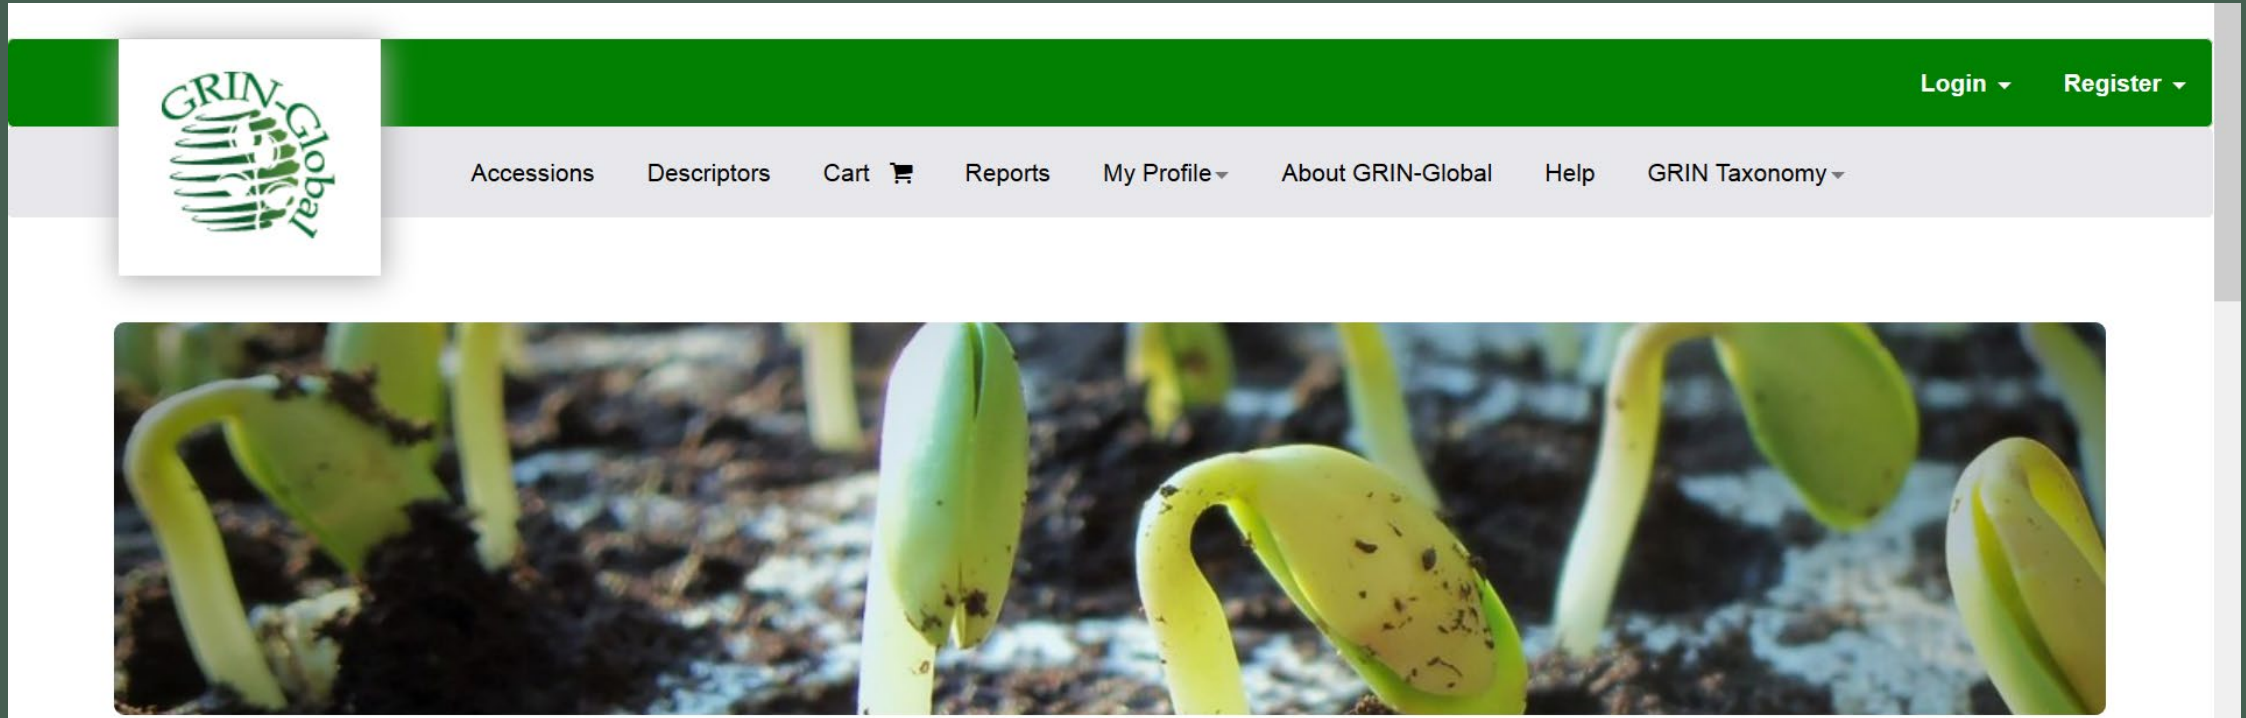 GRIN-Global
Login Register
Accessions Descriptors Cart Reports My Profile About GRIN-Global Help GRIN Taxonomy